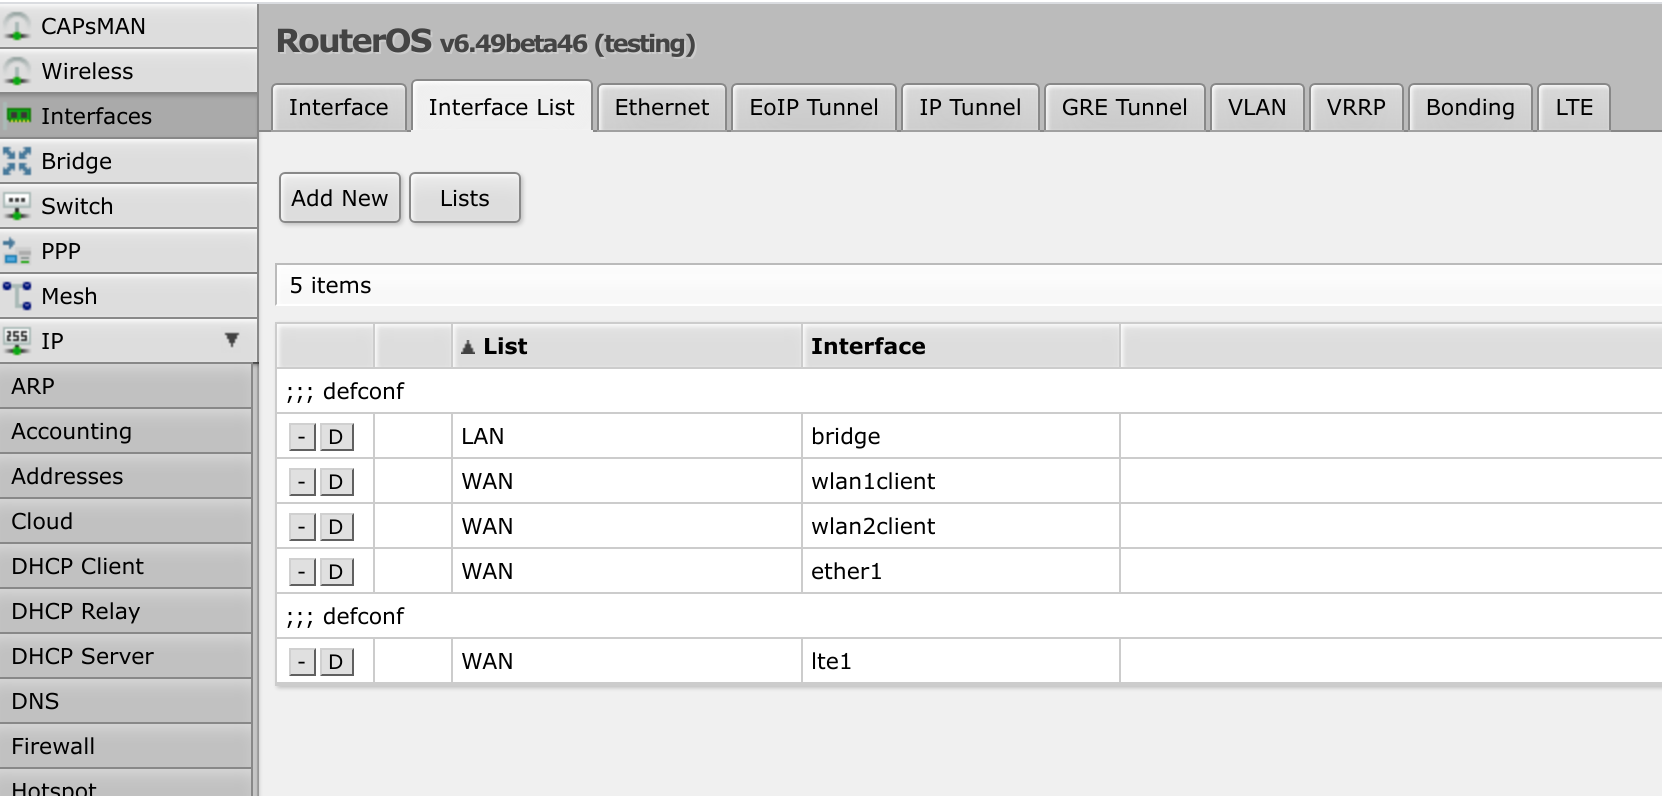 CAPsMAN
Wireless
Interfaces
Bridge
Switch
PPP
Mesh
255 IP ▼
ARP
Accounting
Addresses
Cloud
DHCP Client
DHCP Relay
DHCP Server
DNS
Firewall
Hotspot
RouterOS v6.49beta46 (testing)
Interface Interface List Ethernet EoIP Tunnel IP Tunnel GRE Tunnel VLAN VRRP Bonding LTE
Add New Lists
5 items
▲ List Interface
;;; defconf
- D LAN bridge
- D WAN wlan1client
- D WAN wlan2client
- D WAN ether1
;;; defconf
- D WAN lte1